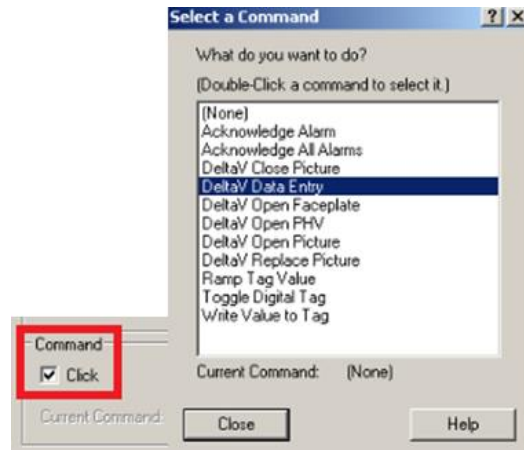 Select a Command
What do you want to do?
(Double-Click a command to select it.)
(None)
Acknowledge Alarm
Acknowledge All Alarms
DeltaV Close Picture
DeltaV Data Entry
DeltaV Open Faceplate
DeltaV Open PHV
DeltaV Open Picture
DeltaV Replace Picture
Ramp Tag Value
Toggle Digital Tag
Write Value to Tag
Current Command: (None)
Close Help
Command
Click
Current Command: